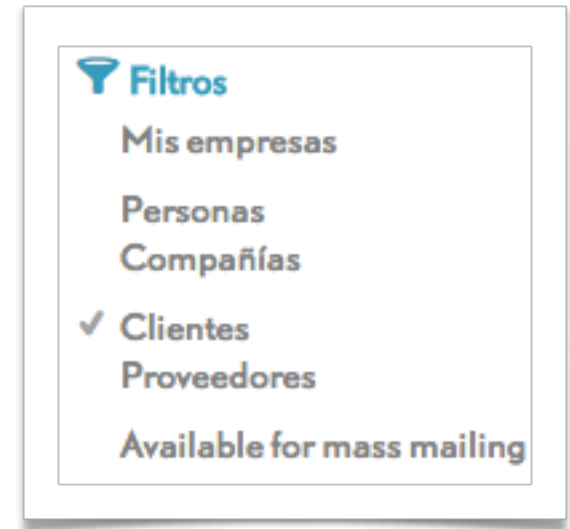 Filtros
Mis empresas
Personas
Compañías
Clientes
Proveedores
Available for mass mailing